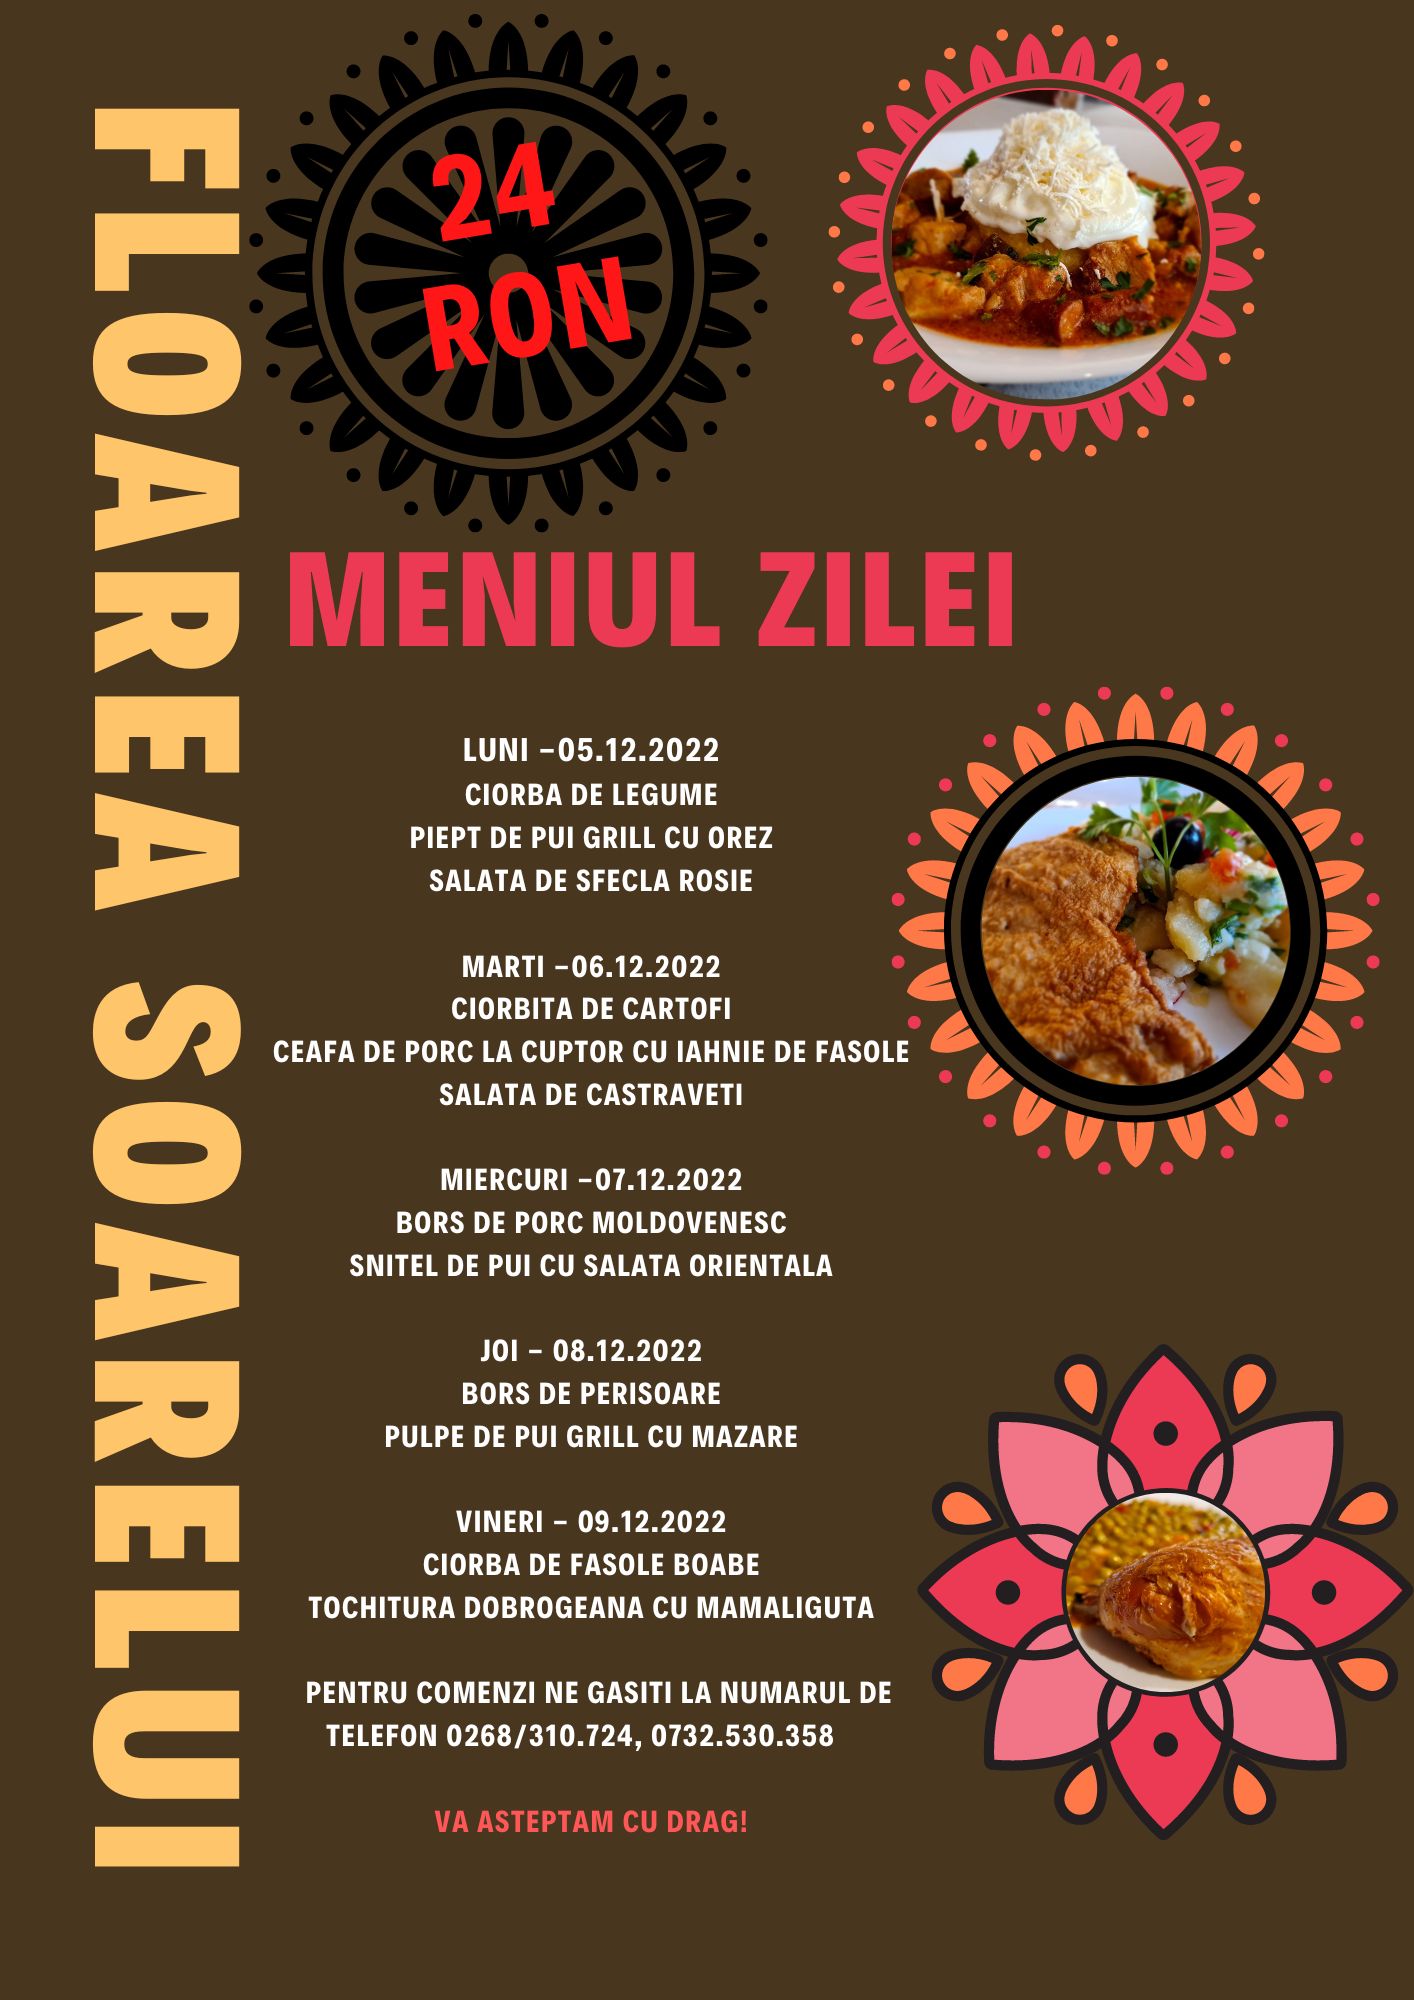 FLOAREA SOARELUI
24
RON
MENIUL ZILEI
LUNI –05.12.2022
CIORBA DE LEGUME
PIEPT DE PUI GRILL CU OREZ
SALATA DE SFECLA ROSIE
MARTI –06.12.2022
CIORBITA DE CARTOFI
CEAFA DE PORC LA CUPTOR CU IAHNIE DE FASOLE
SALATA DE CASTRAVETI
MIERCURI –07.12.2022
BORS DE PORC MOLDOVENESC
SNITEL DE PUI CU SALATA ORIENTALA
JOI – 08.12.2022
BORS DE PERISOARE
PULPE DE PUI GRILL CU MAZARE
VINERI – 09.12.2022
CIORBA DE FASOLE BOABE
TOCHITURA DOBROGEANA CU MAMALIGUTA
PENTRU COMENZI NE GASITI LA NUMARUL DE
TELEFON 0268/310.724, 0732.530.358
VA ASTEPTAM CU DRAG!